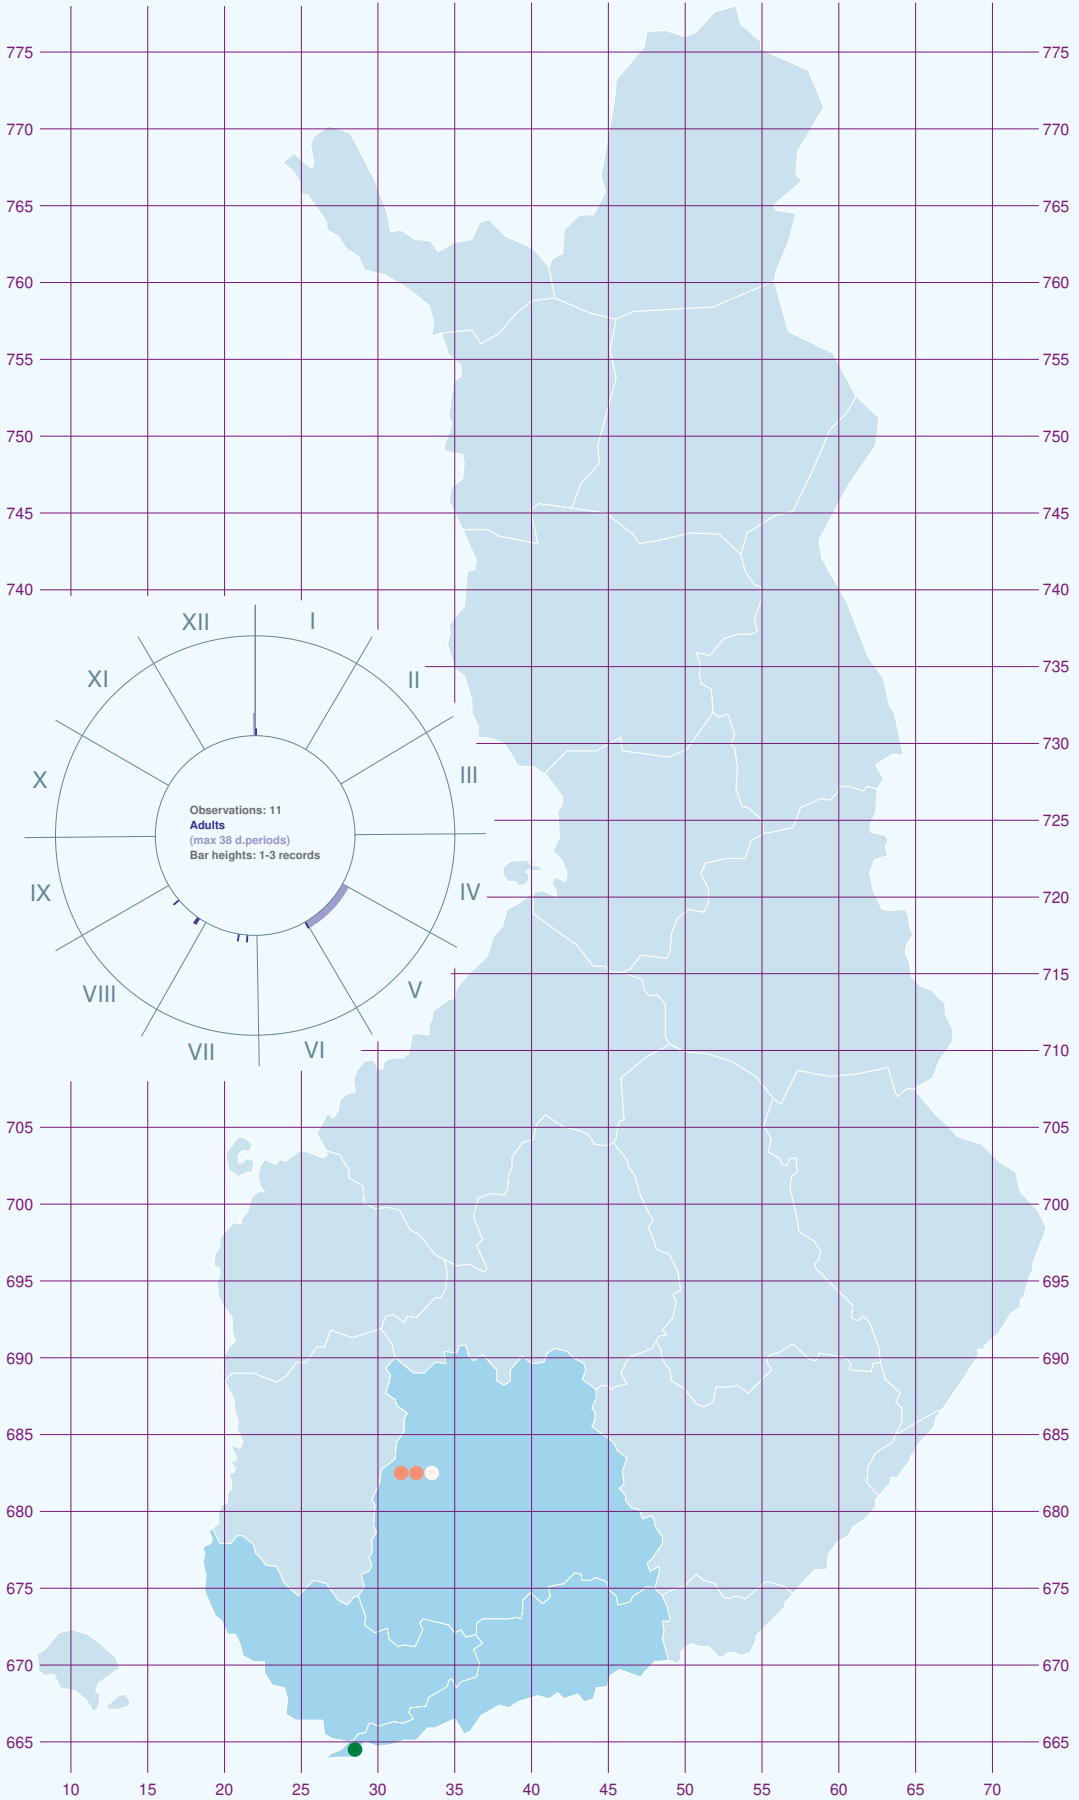 775 775
770 770
765 765
760 760
755 755
750 750
745 745
740 740
XII I
XI II
735
X III
730
Observations: 11
Adults
(max 38 d.periods)
Bar heights: 1-3 records
725
IX IV
720
VIII V
715
VII VI
710
705 705
700 700
695 695
690 690
685 685
680 680
675 675
670 670
665 665
10 15 20 25 30 35 40 45 50 55 60 65 70